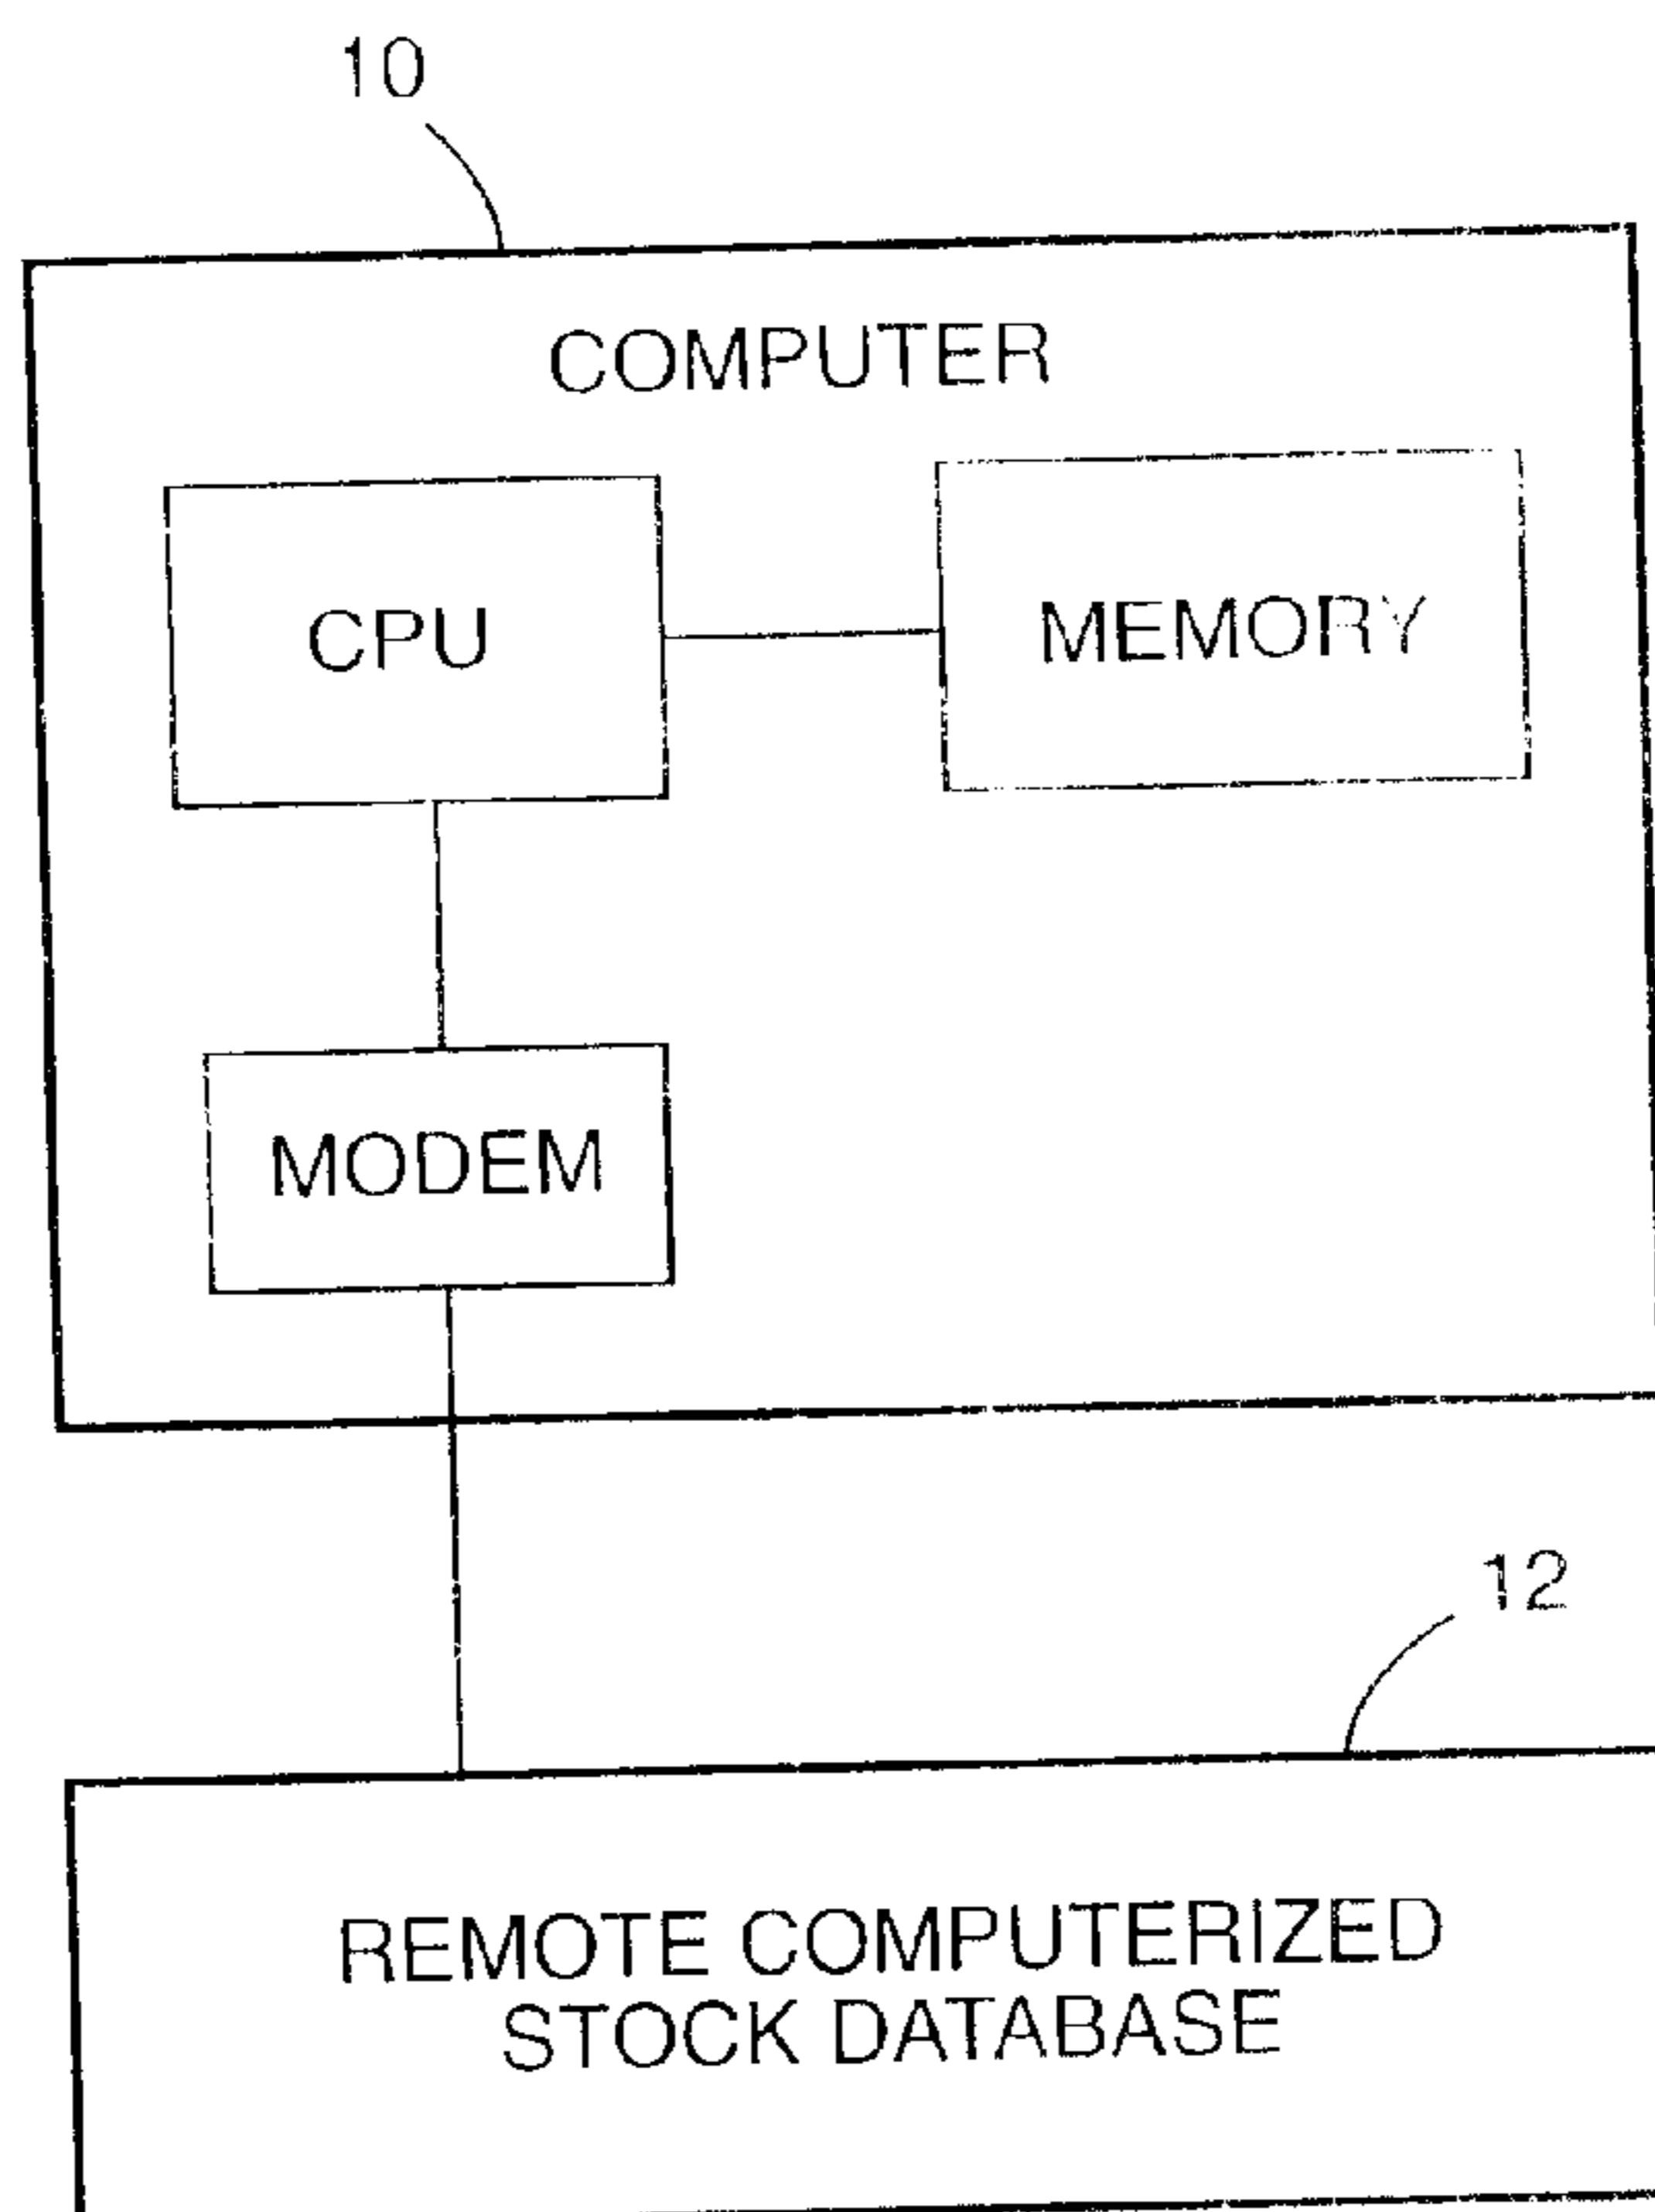 10
COMPUTER
CPU
MEMORY
MODEM
12
REMOTE COMPUTERIZED
STOCK DATABASE